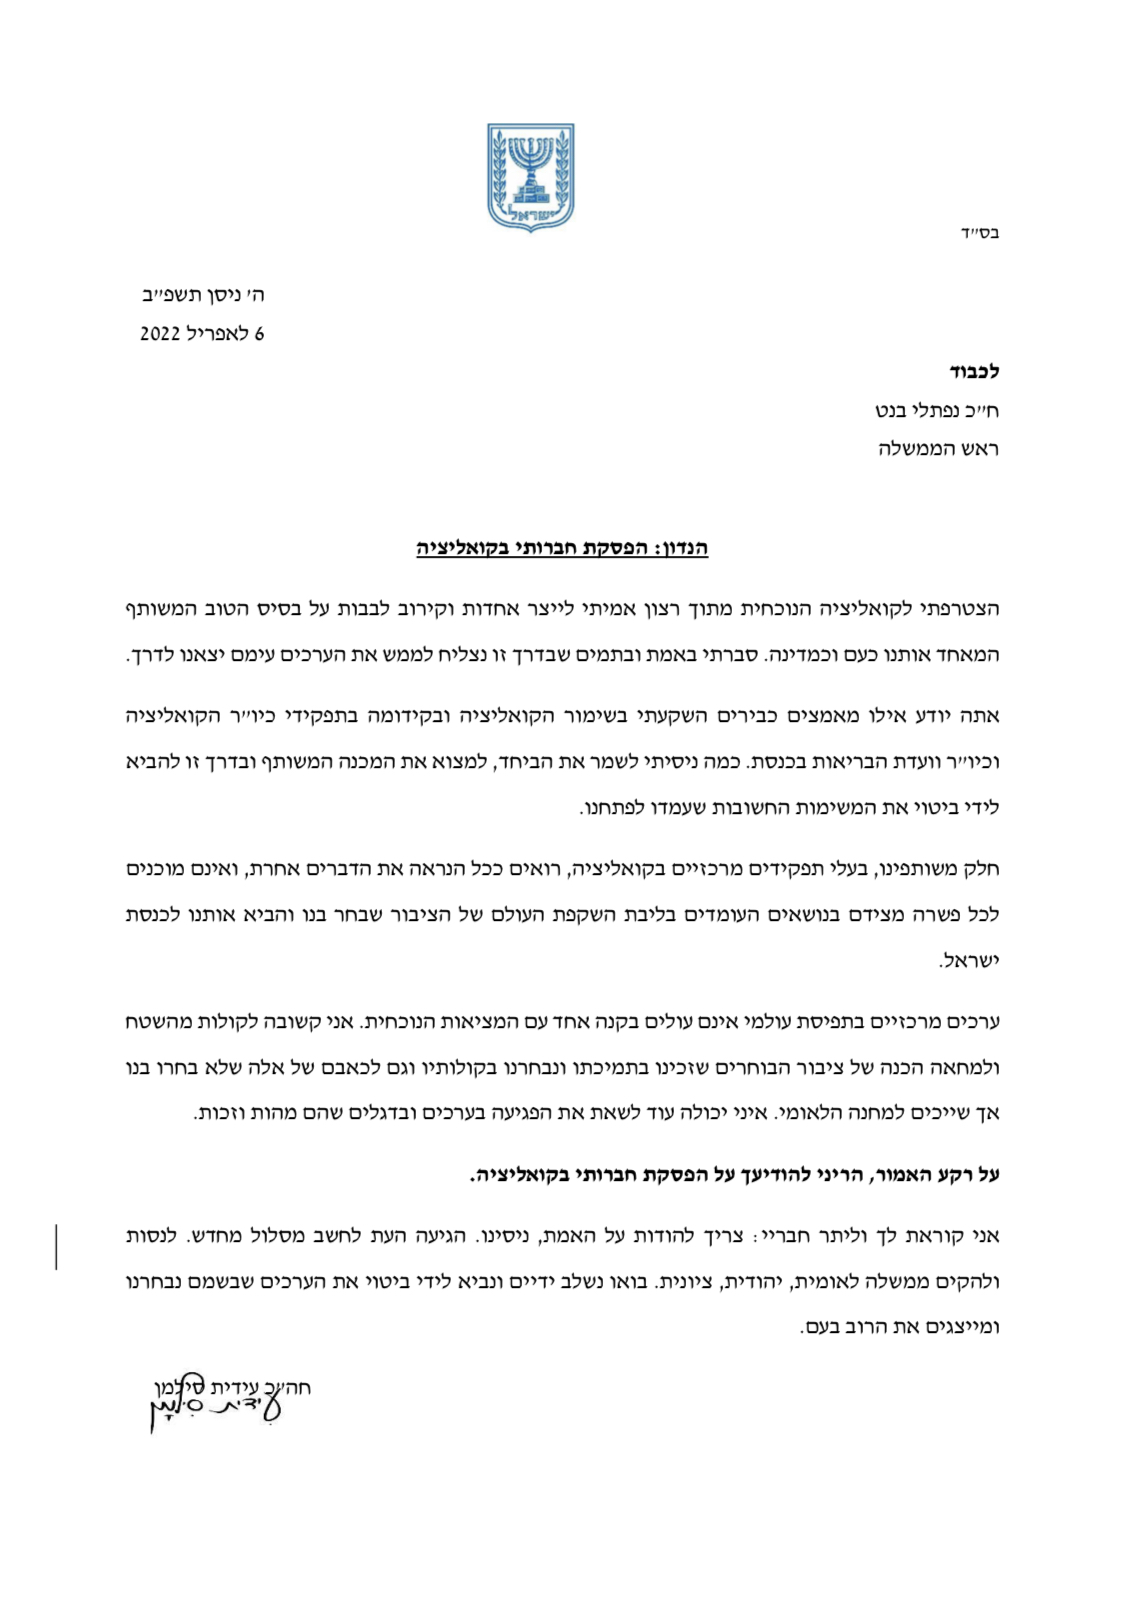 ישראל
בס״ד
ה׳ ניסן תשפ״ב
6 לאפריל 2022
לכבוד
ח״כ נפתלי בנט
ראש הממשלה
הנדון: הפסקת חברותי בקואליציה
הצטרפתי לקואליציה הנוכחית מתוך רצון אמיתי לייצר אחדות וקירוב לבבות על בסיס הטוב המשותף
המאחד אותנו כעם וכמדינה. סברתי באמת ובתמים שבדרך זו נצליח לממש את הערכים עימם יצאנו לדרך.
אתה יודע אילו מאמצים כבירים השקעתי בשימור הקואליציה ובקידומה בתפקידי כיו״ר הקואליציה
וכיו״ר וועדת הבריאות בכנסת. כמה ניסיתי לשמר את הביחד, למצוא את המכנה המשותף ובדרך זו להביא
לידי ביטוי את המשימות החשובות שעמדו לפתחנו.
חלק משותפינו, בעלי תפקידים מרכזיים בקואליציה, רואים ככל הנראה את הדברים אחרת, ואינם מוכנים
לכל פשרה מצידם בנושאים העומדים בליבת השקפת העולם של הציבור שבחר בנו והביא אותנו לכנסת
ישראל.
ערכים מרכזיים בתפיסת עולמי אינם עולים בקנה אחד עם המציאות הנוכחית. אני קשובה לקולות מהשטח
ולמחאה הכנה של ציבור הבוחרים שזכינו בתמיכתו ונבחרנו בקולותיו וגם לכאבם של אלה שלא בחרו בנו
אך שייכים למחנה הלאומי. איני יכולה עוד לשאת את הפגיעה בערכים ובדגלים שהם מהות וזכות.
על רקע האמור, הריני להודיעך על הפסקת חברותי בקואליציה.
אני קוראת לך וליתר חבריי: צריך להודות על האמת, ניסינו. הגיעה העת לחשב מסלול מחדש. לנסות
ולהקים ממשלה לאומית, יהודית, ציונית. בואו נשלב ידיים ונביא לידי ביטוי את הערכים שבשמם נבחרנו
ומייצגים את הרוב בעם.
חה״כ עידית סילמן
עִידִית סִילְמָן